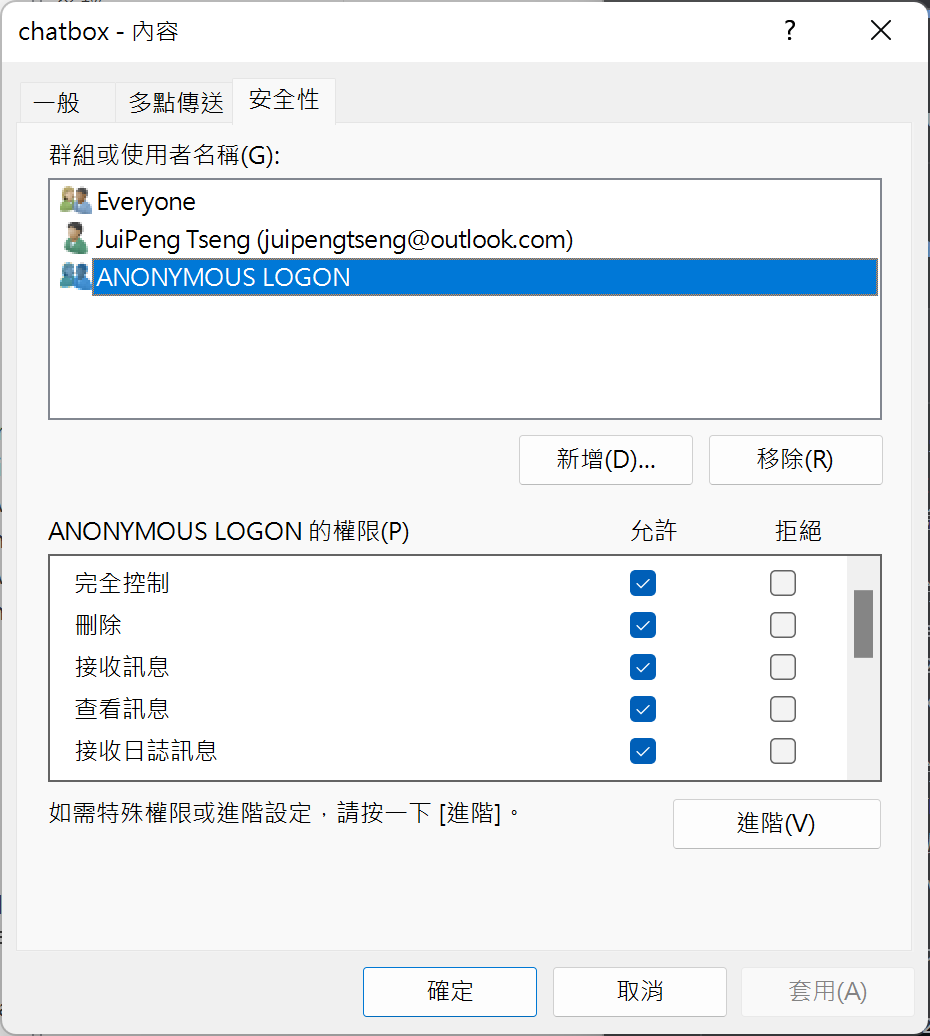 chatbox - 內容
?
一般 多點傳送 安全性
群組或使用者名稱(G):
Everyone
JuiPeng Tseng (juipengtseng@outlook.com)
ANONYMOUS LOGON
新增(D)... 移除(R)
ANONYMOUS LOGON 的權限(P) 允許 拒絕
完全控制
刪除
接收訊息
查看訊息
接收日誌訊息
如需特殊權限或進階設定，請按一下 [進階]。
進階(V)
確定 取消 套用(A)